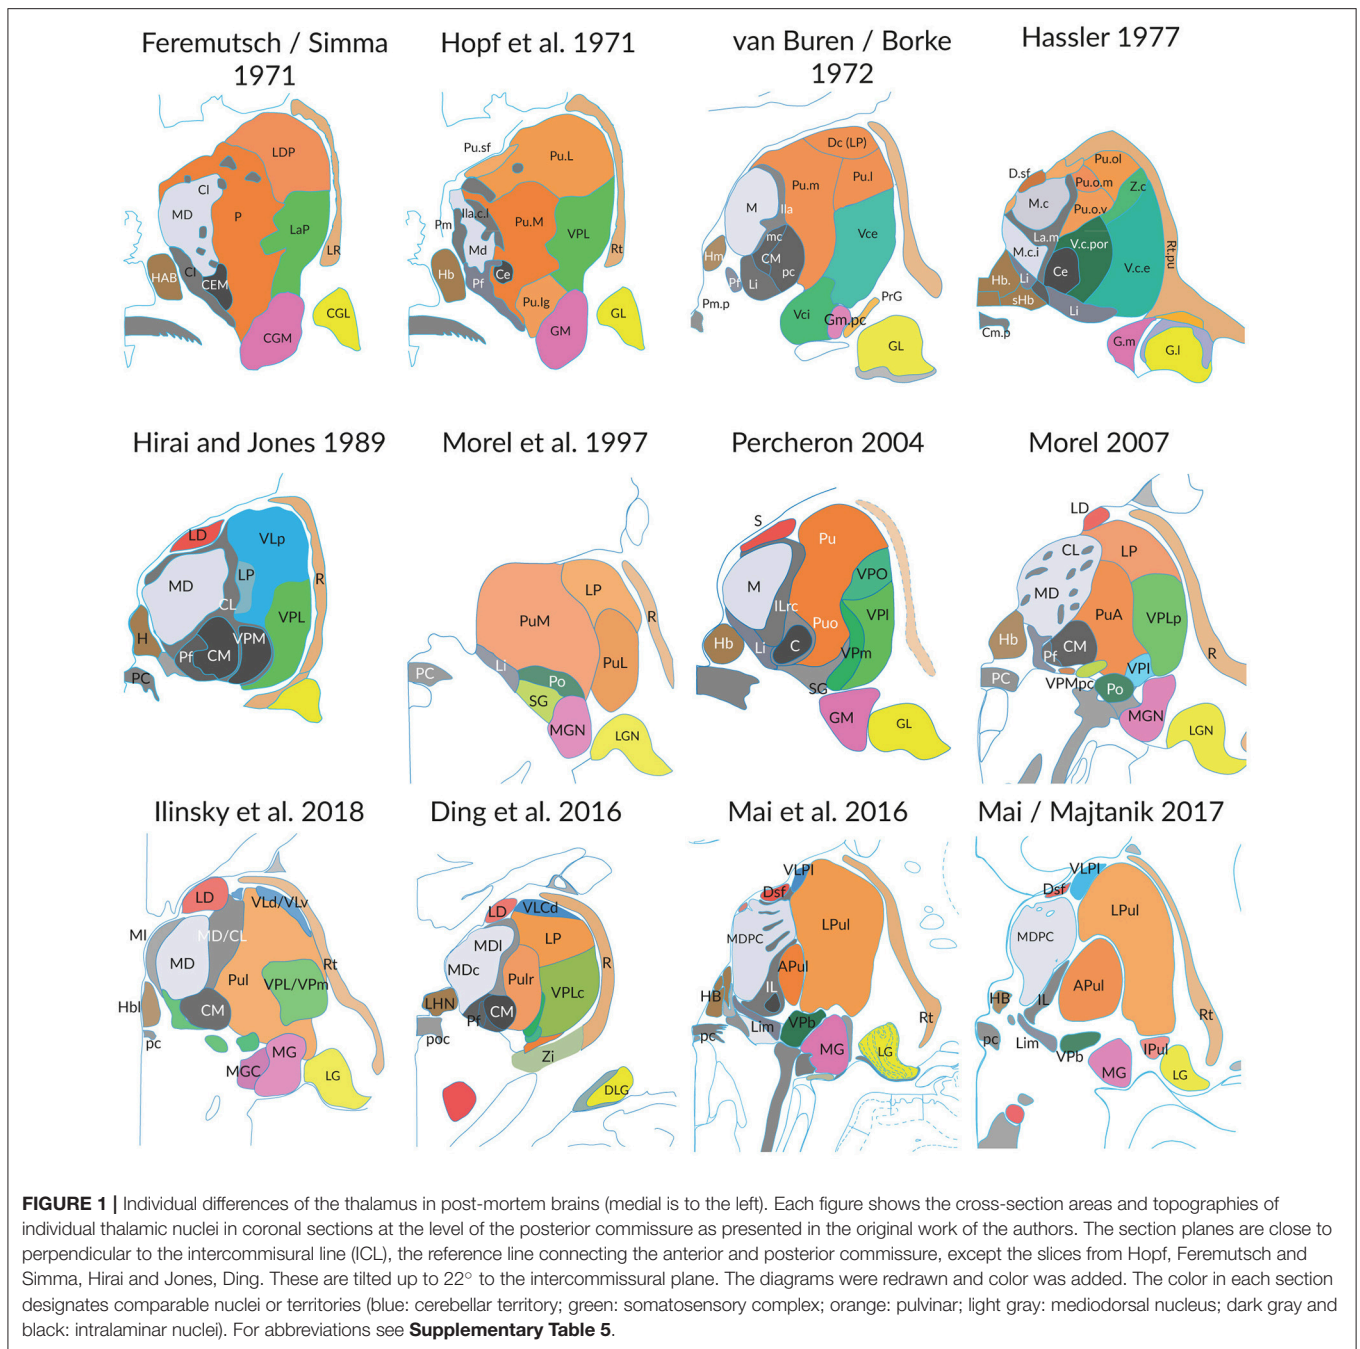 Feremutsch / Simma
1971
LDP
CI
MD
P
LaP
LR
HAB
CI
CEM
CGL
CGM
Hopf et al. 1971
Pu.sf
Pu.L
IIa.c.l
Pm
Pu.M
VPL
Md
Rt
Hb
Ce
Pf
Pu.Ig
GM
GL
van Buren / Borke
1972
Dc (LP)
Pu.m
Pu.l
M
IIa
mc
Vce
Hm
CM
pc
Pf
Li
Pm.p
PrG
Vci
Gm.pc
GL
Hassler 1977
Pu.ol
D.sf
Pu.o.m
Z.c
M.c
Pu.o.v
La.m
V.c.por
M.c.i
Rt.pu
Ce
V.c.e
Hb.
Li
sHb
Li
Cm.p
G.m
G.l
Hirai and Jones 1989
LD
VLp
MD
LP
R
CL
VPL
H
VPM
Pf
CM
PC
Morel et al. 1997
LP
PuM
R
PuL
Li
PC
Po
SG
MGN
LGN
Percheron 2004
S
Pu
VPO
M
ILrc
VPl
Puo
Hb
Li
C
VPm
SG
GM
GL
Morel 2007
LD
CL
LP
MD
PuA
VPLp
Hb
CM
R
Pf
VPI
PC
VPMpc
Po
MGN
LGN
Ilinsky et al. 2018
LD
VLd/VLv
MI
MD/CL
MD
Rt
Pul
VPL/VPm
Hbl
CM
pc
MG
MGC
LG
Ding et al. 2016
LD
VLCd
MDl
LP
MDc
Pulr
R
VPLc
LHN
Pf
CM
poc
Zi
DLG
Mai et al. 2016
VLPl
Dsf
LPul
MDPC
APul
IL
HB
Rt
Lim
VPb
pc
MG
LG
Mai / Majtanik 2017
VLPl
Dsf
LPul
MDPC
APul
IL
HB
Rt
pc
Lim
VPb
IPul
MG
LG
FIGURE 1 | Individual differences of the thalamus in post-mortem brains (medial is to the left). Each figure shows the cross-section areas and topographies of
individual thalamic nuclei in coronal sections at the level of the posterior commissure as presented in the original work of the authors. The section planes are close to
perpendicular to the intercommisural line (ICL), the reference line connecting the anterior and posterior commissure, except the slices from Hopf, Feremutsch and
Simma, Hirai and Jones, Ding. These are tilted up to 22° to the intercommissural plane. The diagrams were redrawn and color was added. The color in each section
designates comparable nuclei or territories (blue: cerebellar territory; green: somatosensory complex; orange: pulvinar; light gray: mediodorsal nucleus; dark gray and
black: intralaminar nuclei). For abbreviations see Supplementary Table 5.